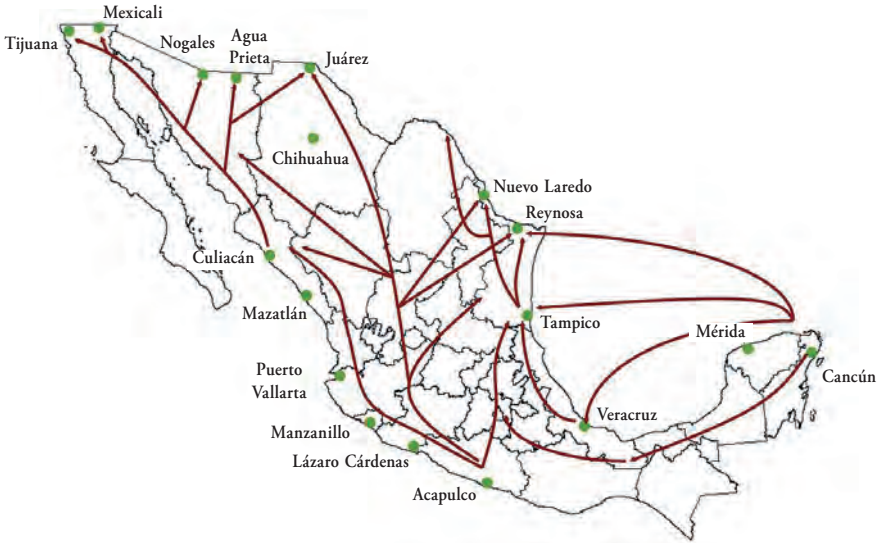 Mexicali
Tijuana
Nogales
Agua
Prieta
Juárez
Chihuahua
Nuevo Laredo
Reynosa
Culiacán
Mazatlán
Tampico
Mérida
Cancún
Puerto
Vallarta
Veracruz
Manzanillo
Lázaro Cárdenas
Acapulco